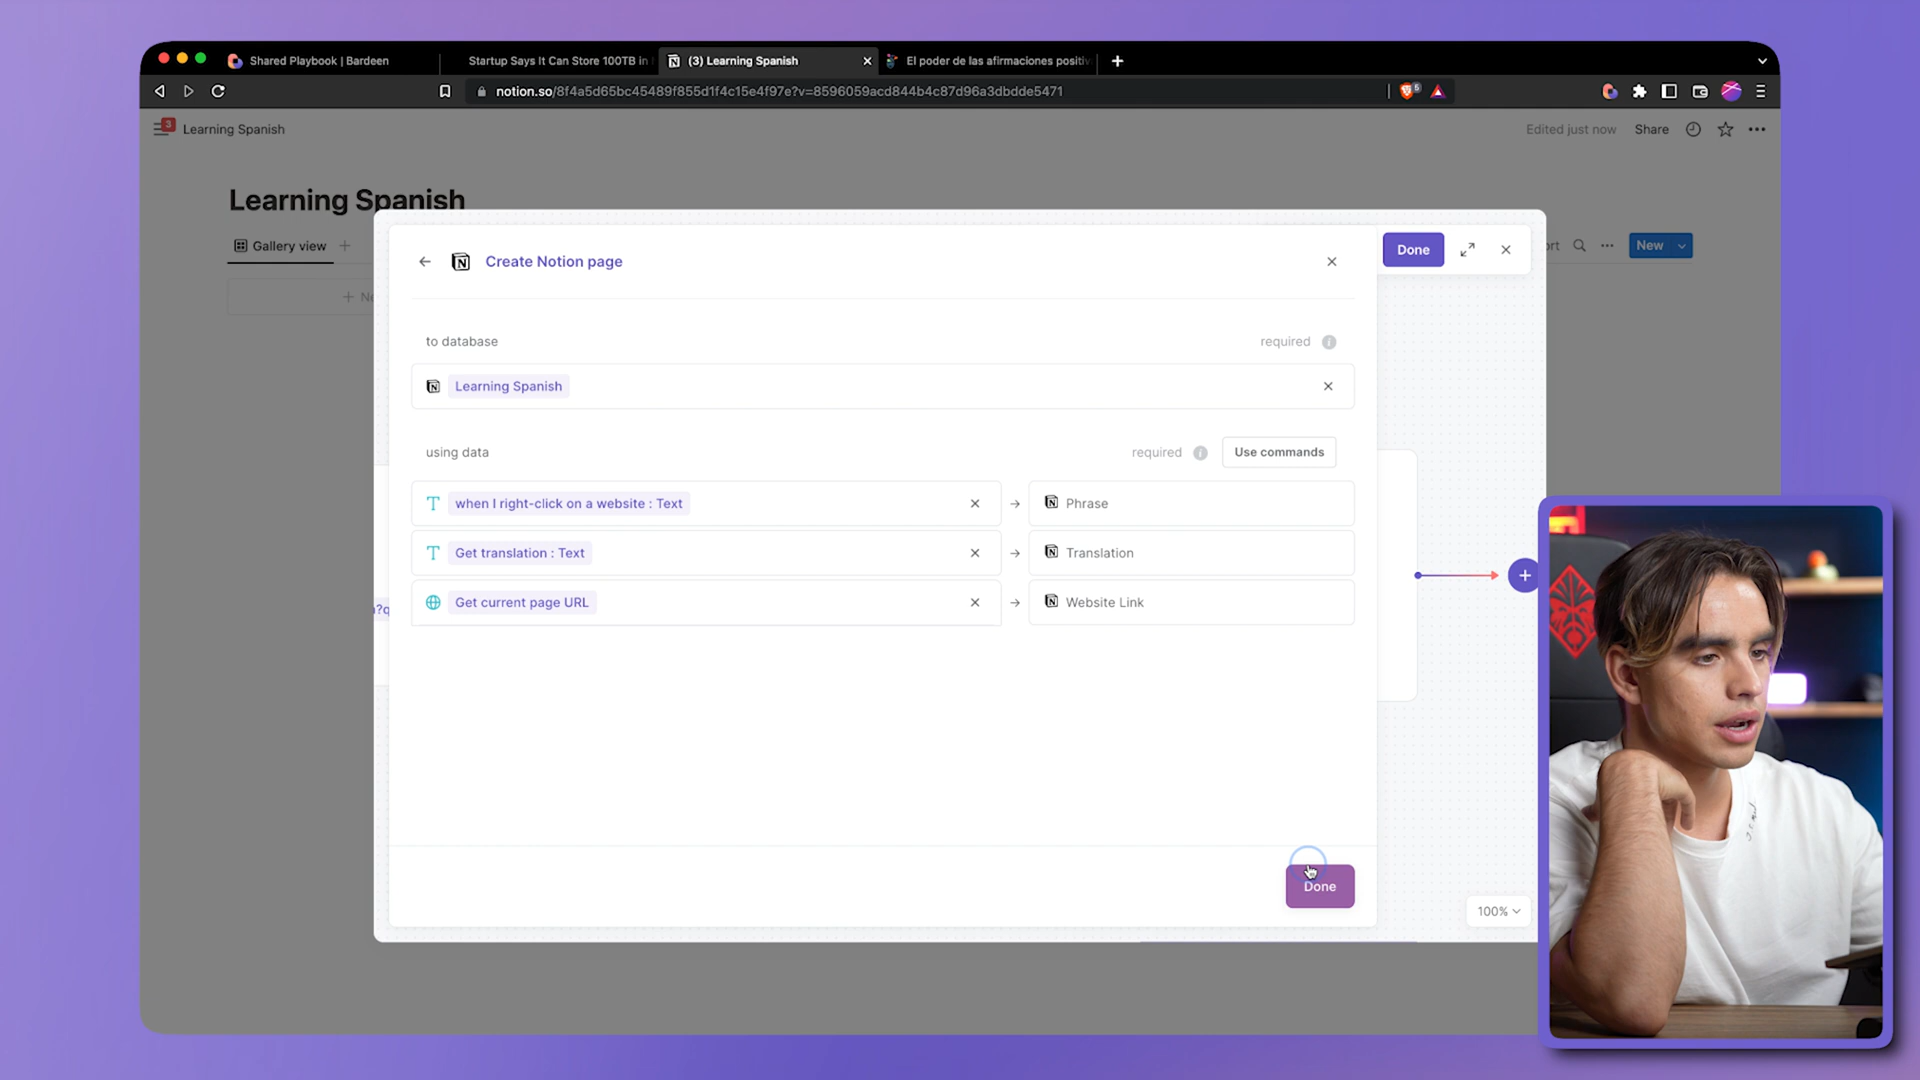 Shared Playbook | Bardeen
Startup Says It Can Store 100TB in
(3) Learning Spanish
El poder de las afirmaciones positiv
notion.so/8f4a5d65bc45489f855d1f4c15e4f97e?v=8596059acd844b4c87d96a3dbdde5471
5
3
Learning Spanish
Edited just now
Share
Learning Spanish
Gallery view
ort
New
Create Notion page
Done
to database
required
Learning Spanish
using data
required
Use commands
when I right-click on a website : Text
Phrase
Get translation : Text
Translation
?q
Get current page URL
Website Link
Done
100%